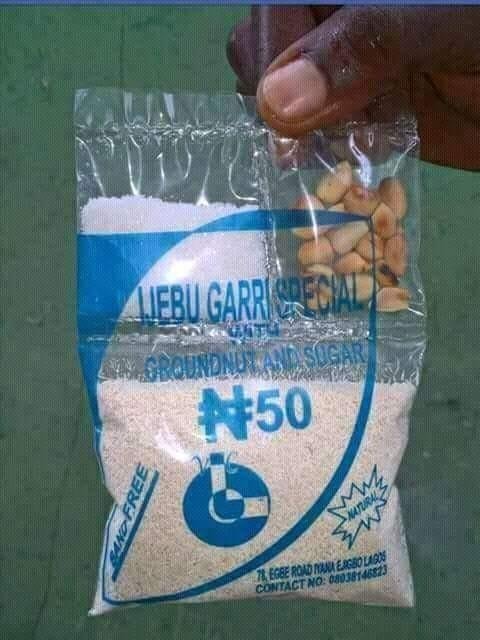 IJEBU GARRI SPECIAL
WITH
GROUNDNUT AND SUGAR
₦50
SAND FREE
NATURAL
78, EGBE ROAD IYANA EJIGBO LAGOS
CONTACT NO: 08038146823